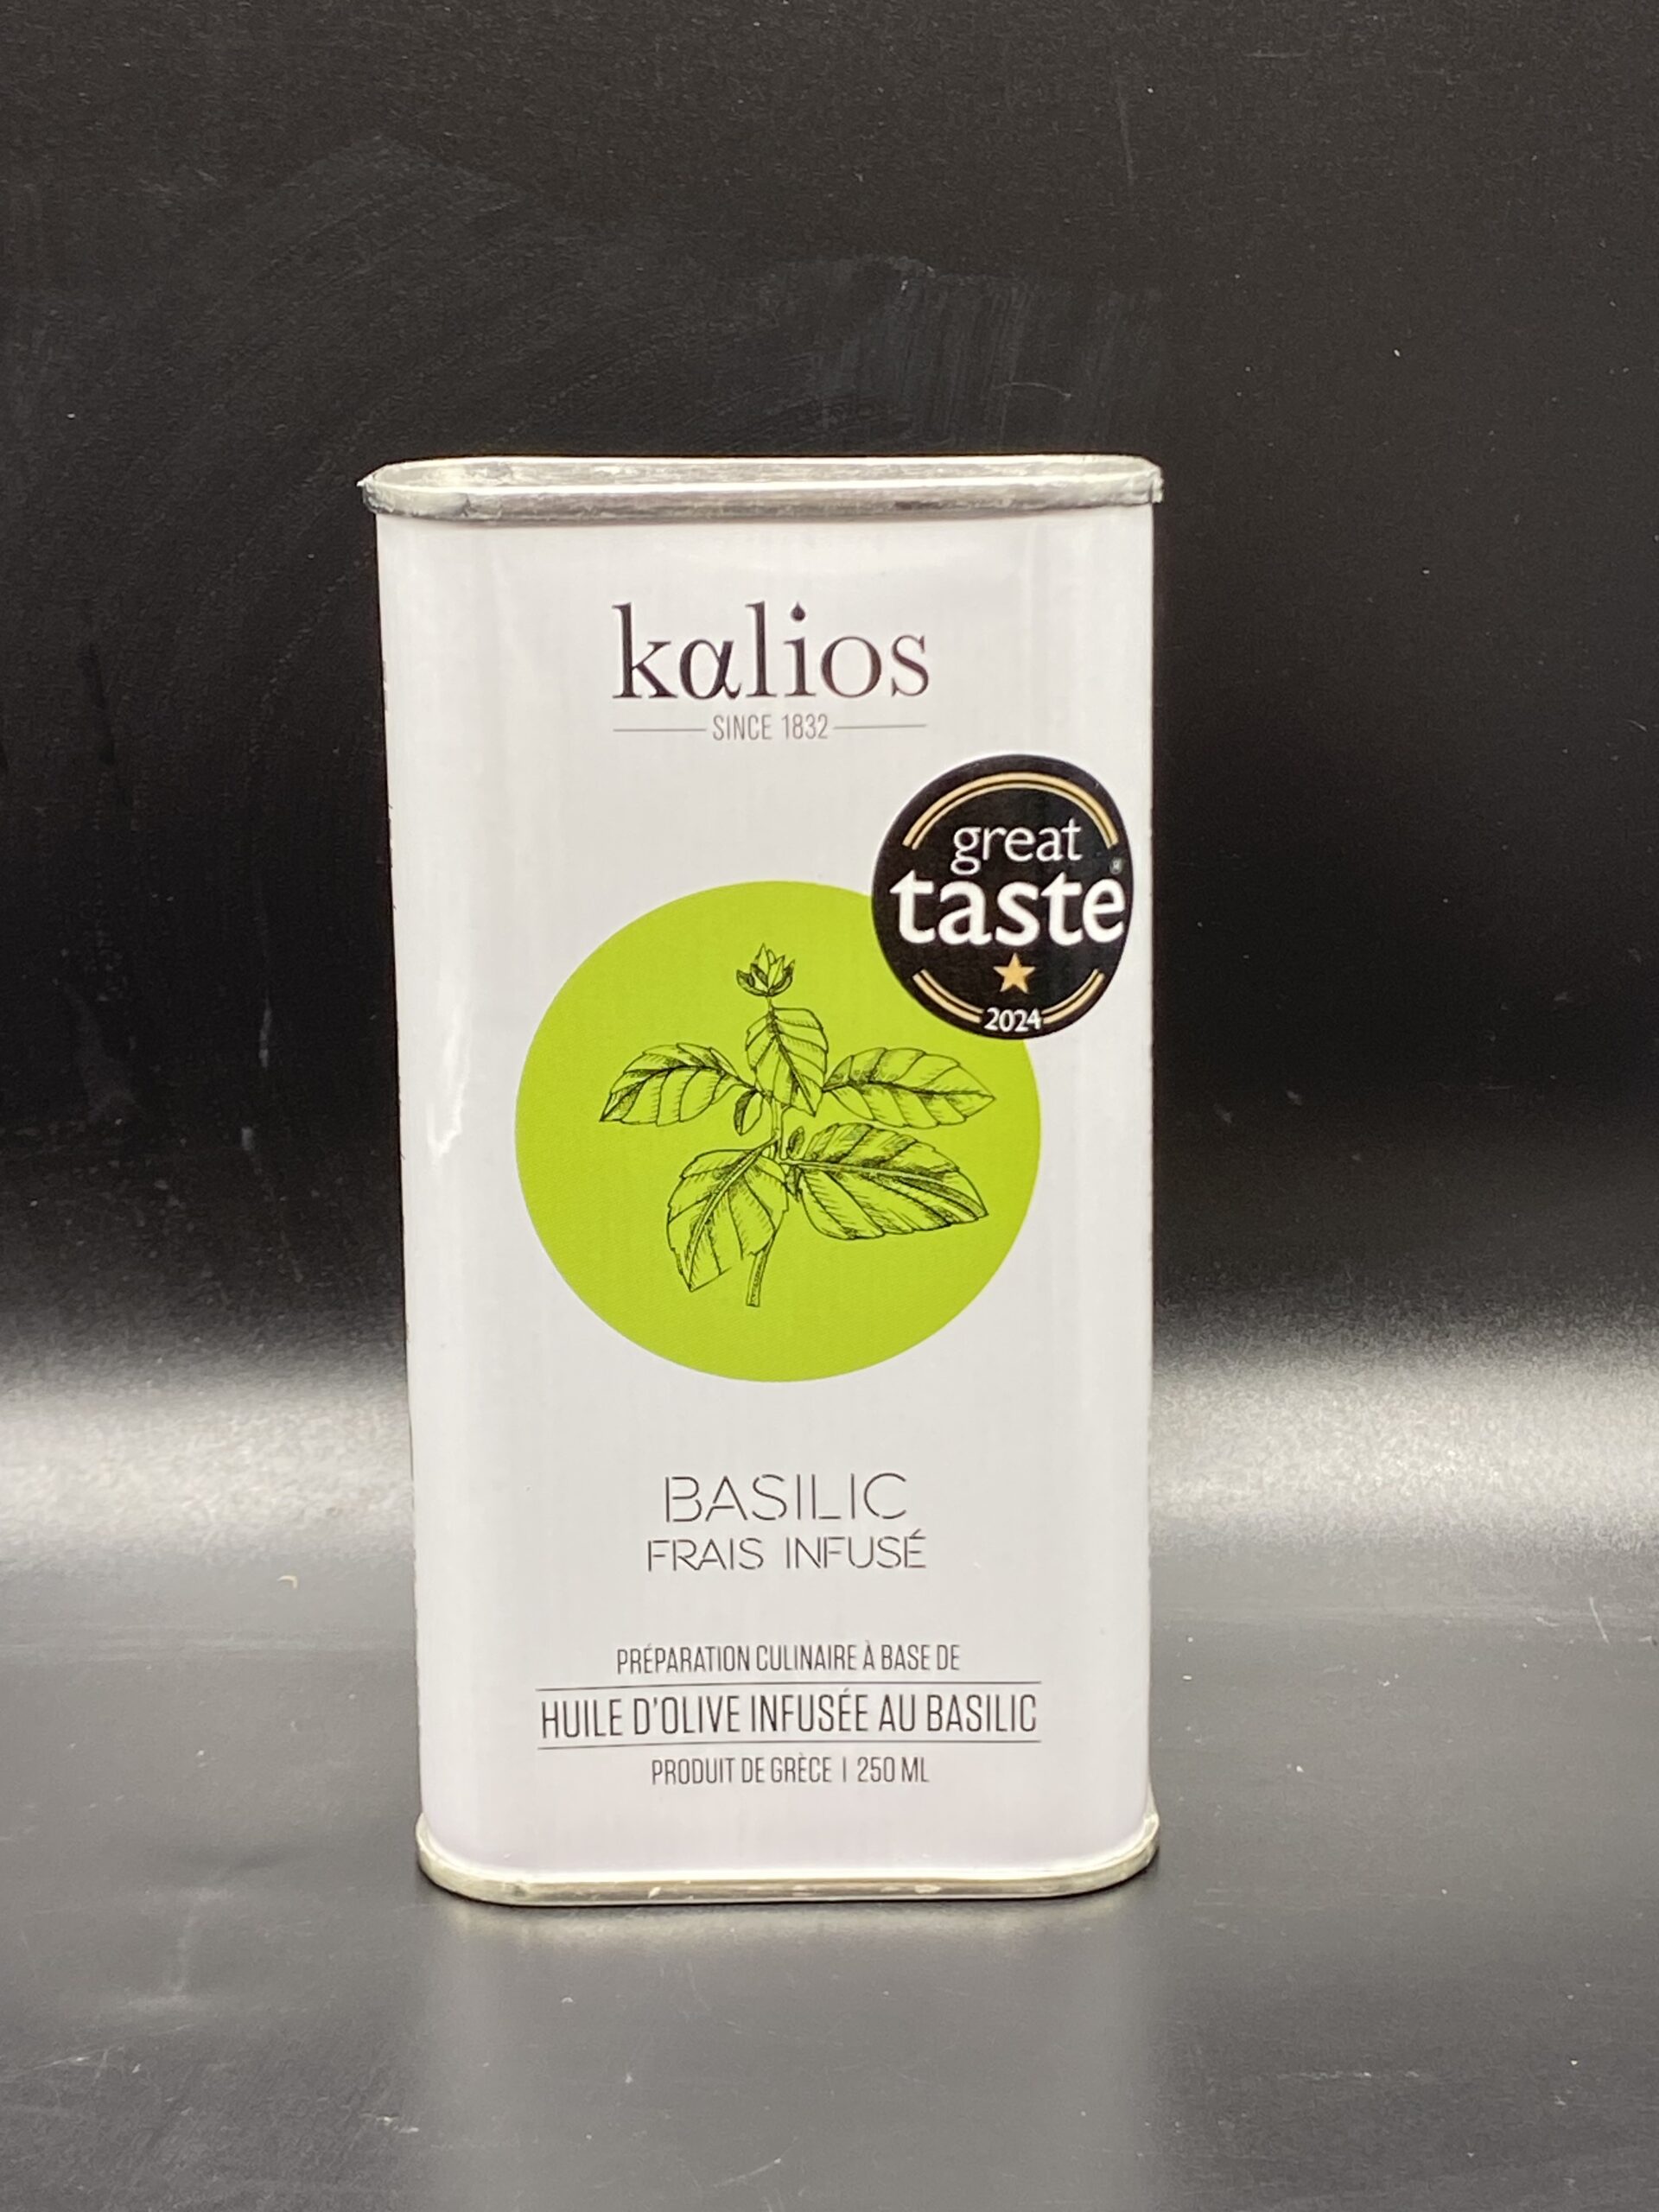 kαlios
SINCE 1832
great
taste®
2024
BASILIC
FRAIS INFUSÉ
PRÉPARATION CULINAIRE À BASE DE
HUILE D'OLIVE INFUSÉE AU BASILIC
PRODUIT DE GRÈCE | 250 ML